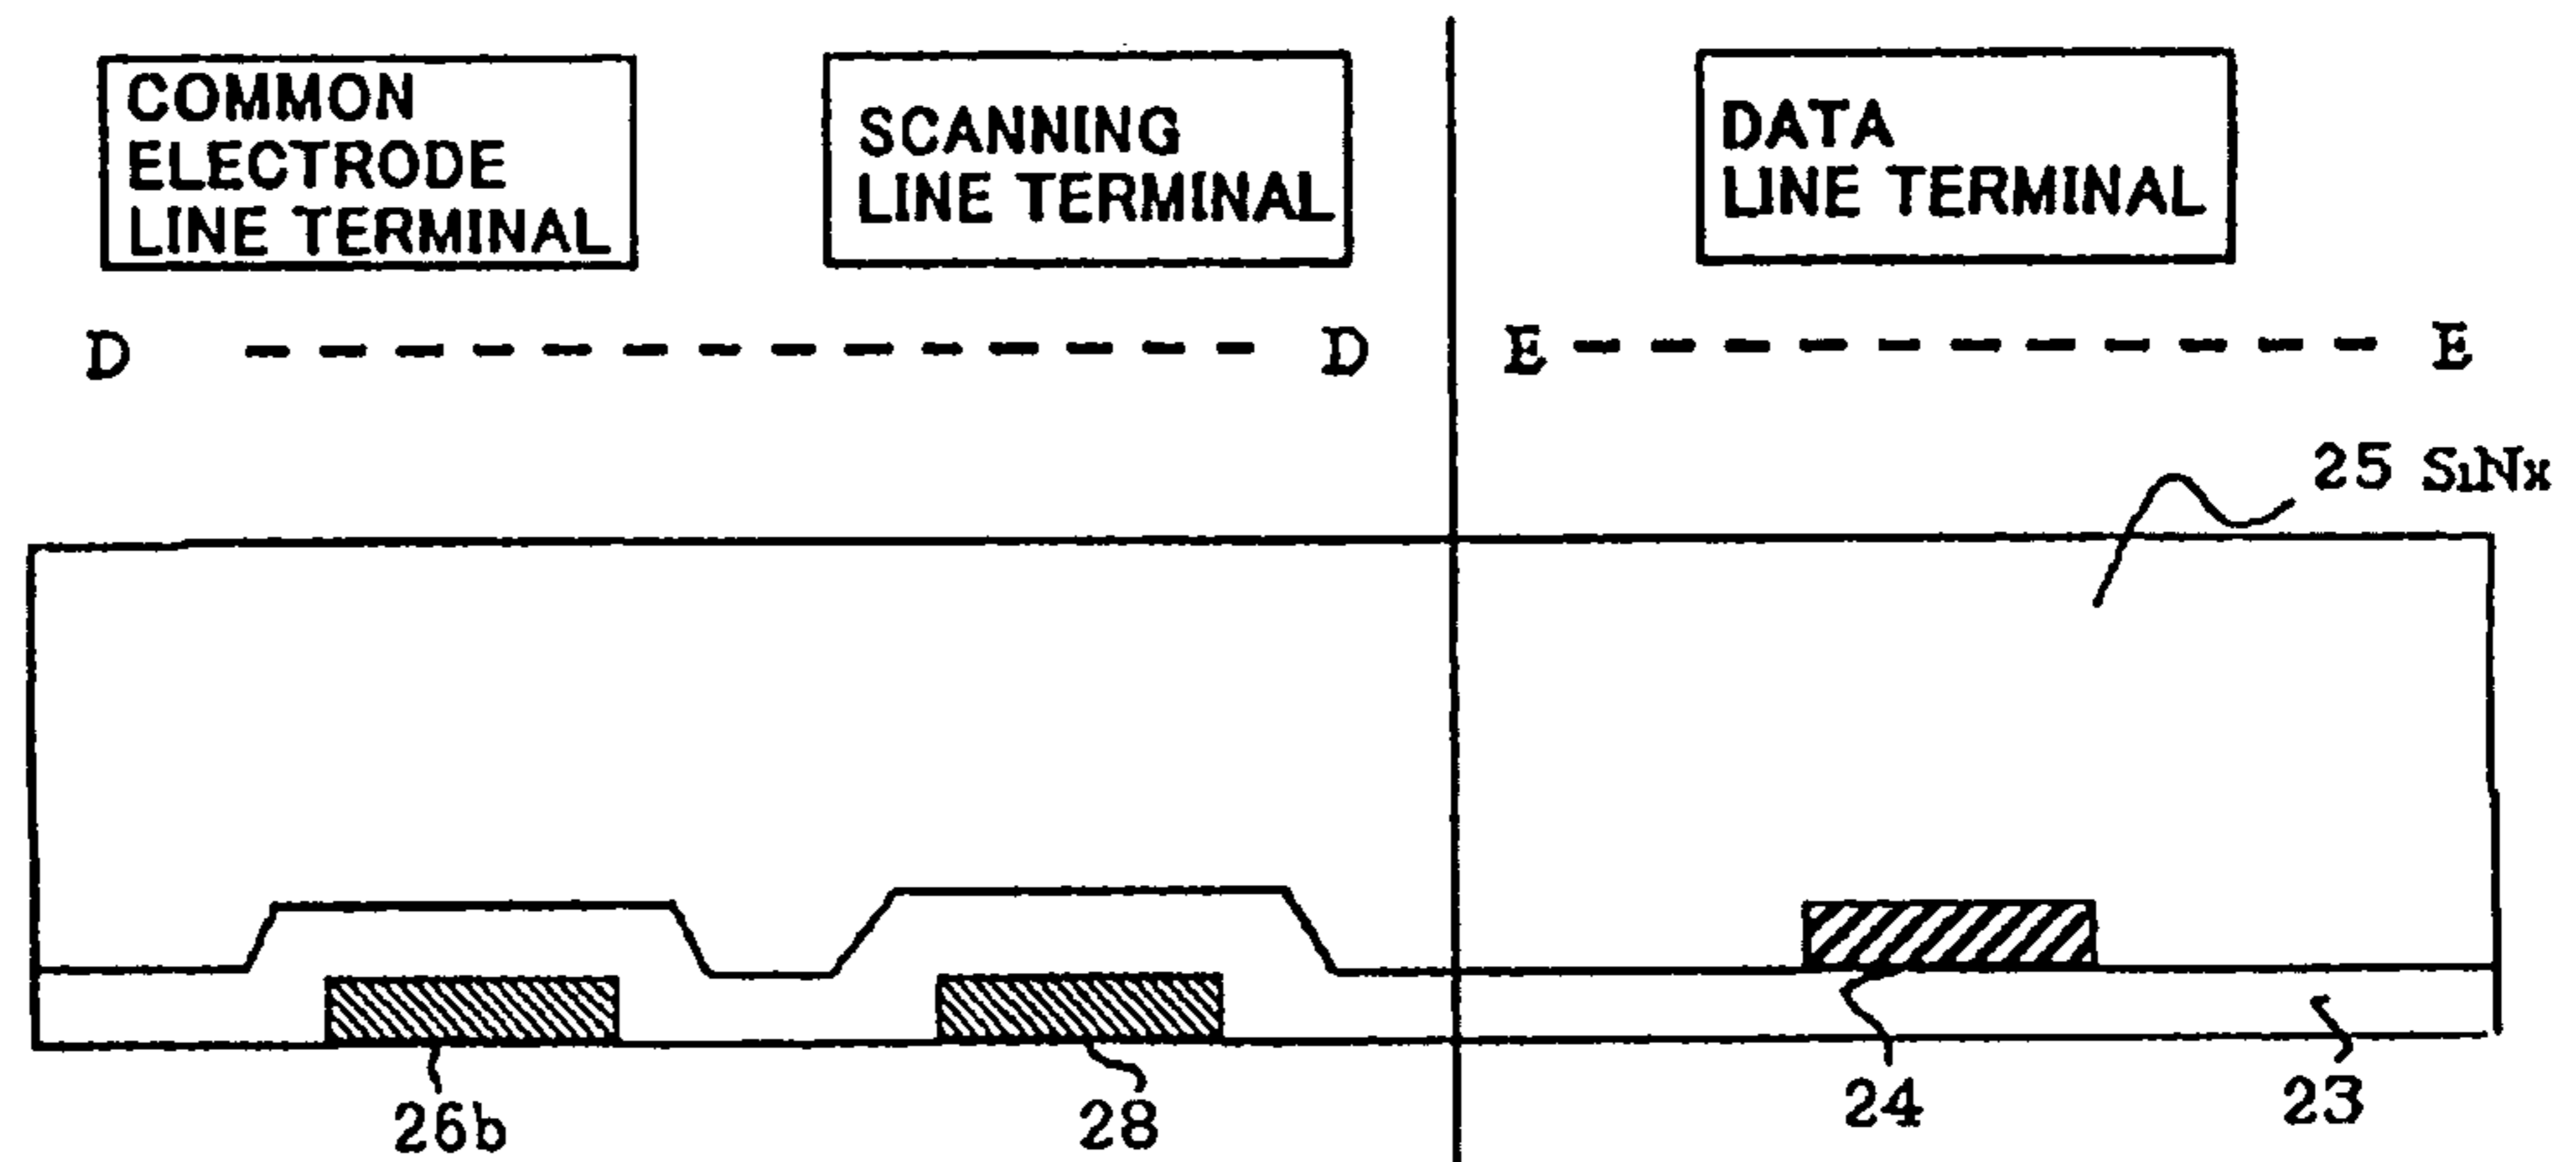 COMMON
ELECTRODE
LINE TERMINAL
SCANNING
LINE TERMINAL
DATA
LINE TERMINAL
D D
E E
25 SiNx
26b
28
24
23